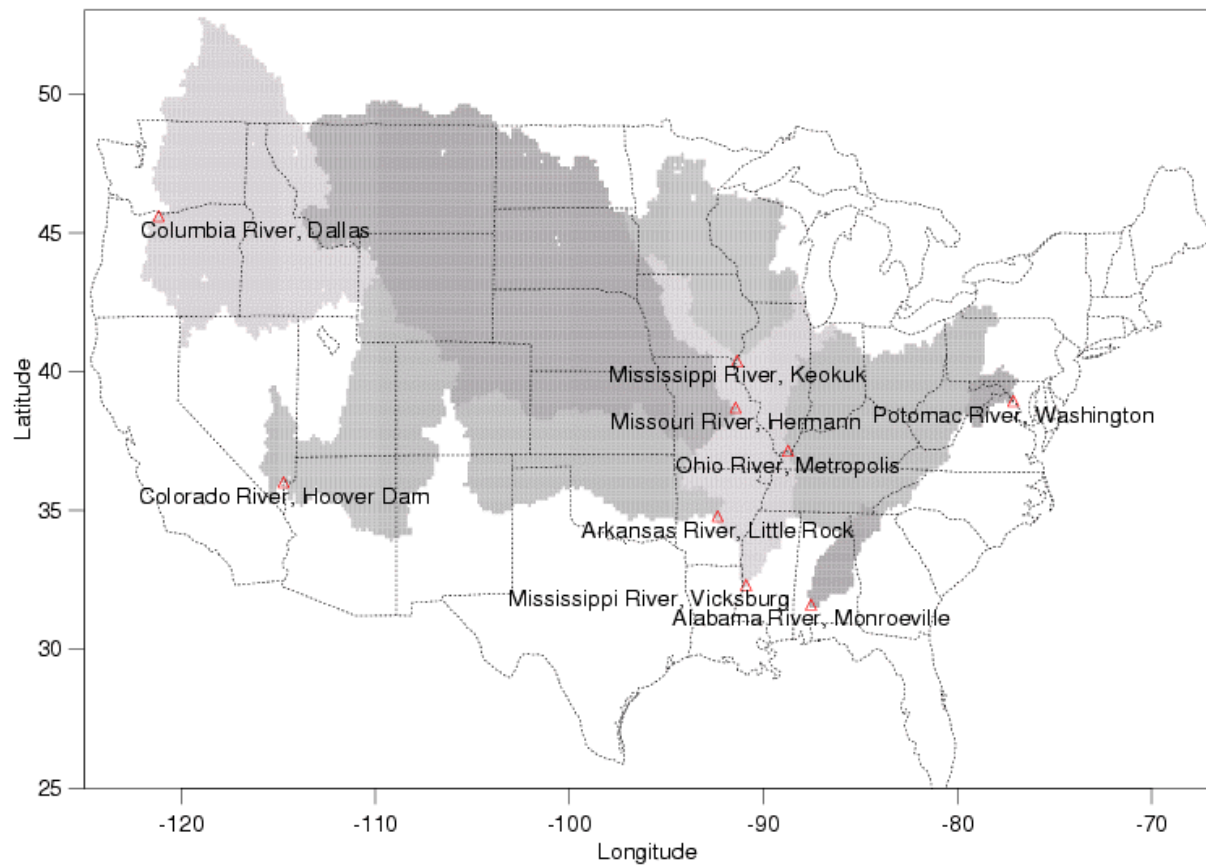 50
45
40
35
30
25
Latitude
Columbia River, Dallas
Mississippi River, Keokuk
Missouri River, Hermann
Potomac River, Washington
Ohio River, Metropolis
Colorado River, Hoover Dam
Arkansas River, Little Rock
Mississippi River, Vicksburg
Alabama River, Monroeville
-120
-110
-100
-90
-80
-70
Longitude